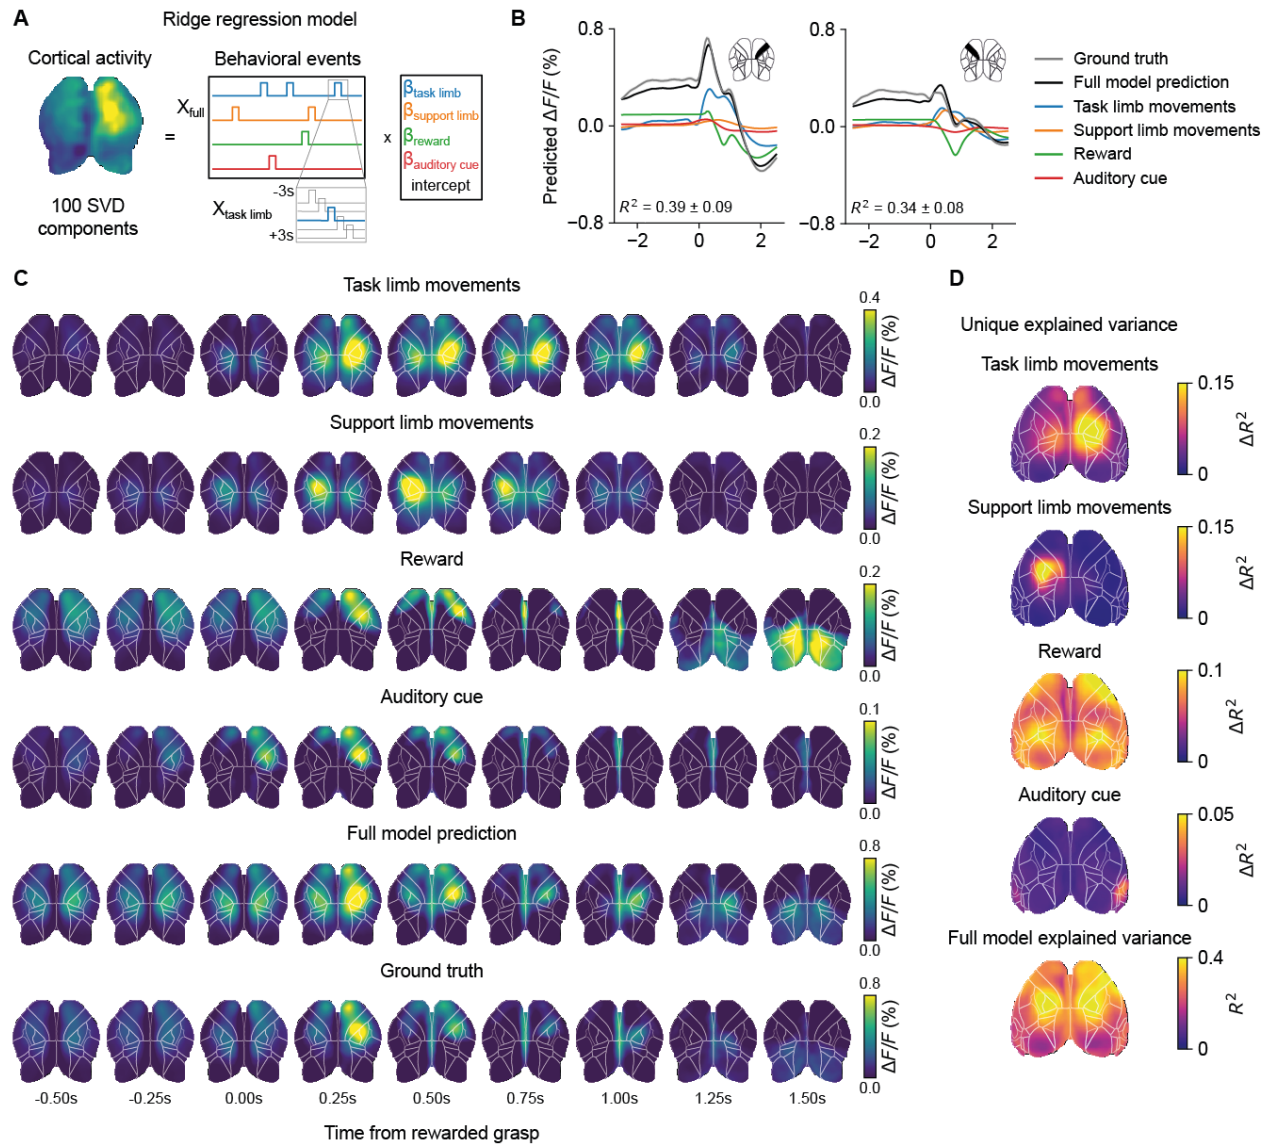 A
Ridge regression model
Cortical activity
Behavioral events
100 SVD
components
=
Xfull
x
βtask limb
βsupport limb
βreward
βauditory cue
intercept
Xtask limb
-3s
+3s
B
Predicted ΔF/F (%)
0.8
0.0
−0.8
R² = 0.39 ± 0.09
−2
0
2
0.8
0.0
−0.8
R² = 0.34 ± 0.08
−2
0
2
Ground truth
Full model prediction
Task limb movements
Support limb movements
Reward
Auditory cue
C
Task limb movements
0.4
ΔF/F (%)
0.0
Support limb movements
0.2
ΔF/F (%)
0.0
Reward
0.2
ΔF/F (%)
0.0
Auditory cue
0.1
ΔF/F (%)
0.0
Full model prediction
0.8
ΔF/F (%)
0.0
Ground truth
0.8
ΔF/F (%)
0.0
-0.50s
-0.25s
0.00s
0.25s
0.50s
0.75s
1.00s
1.25s
1.50s
Time from rewarded grasp
D
Unique explained variance
Task limb movements
0.15
ΔR²
0
Support limb movements
0.15
ΔR²
0
Reward
0.1
ΔR²
0
Auditory cue
0.05
ΔR²
0
Full model explained variance
0.4
R²
0